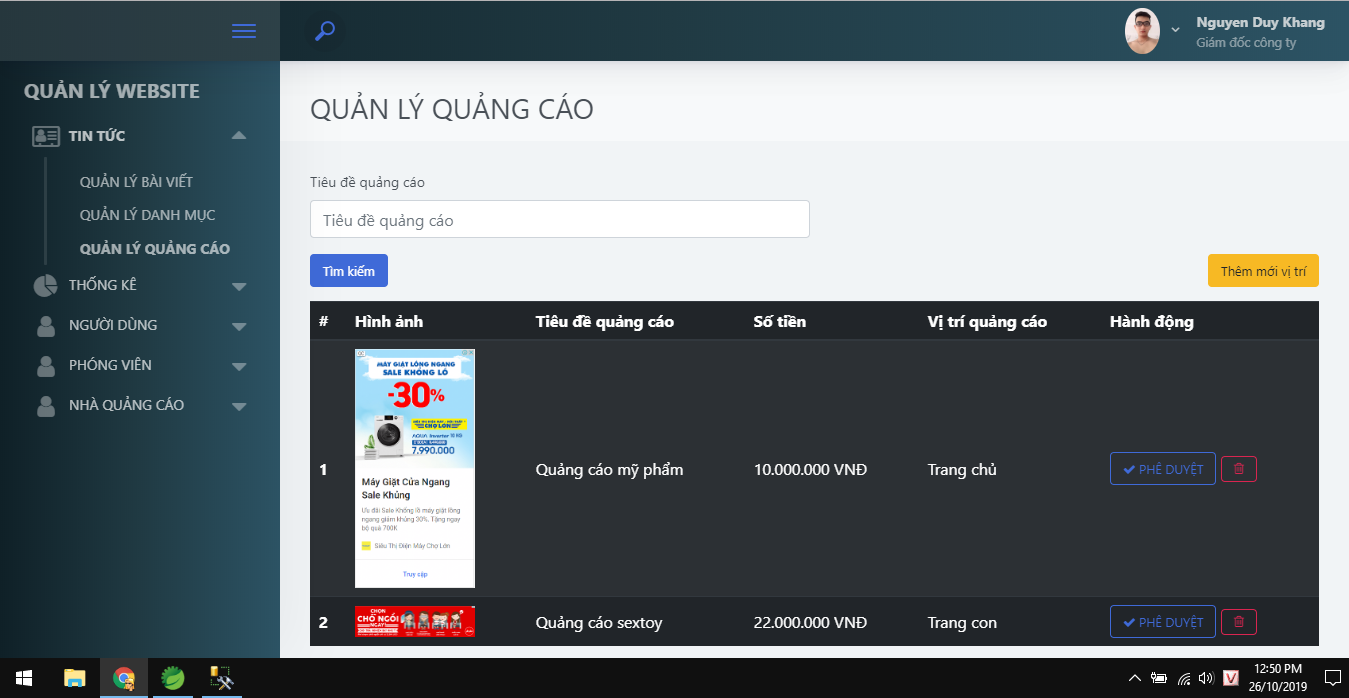 Nguyen Duy Khang
Giám đốc công ty
QUẢN LÝ WEBSITE
TIN TỨC
QUẢN LÝ BÀI VIẾT
QUẢN LÝ DANH MỤC
QUẢN LÝ QUẢNG CÁO
THỐNG KÊ
NGƯỜI DÙNG
PHÓNG VIÊN
NHÀ QUẢNG CÁO
QUẢN LÝ QUẢNG CÁO
Tiêu đề quảng cáo
Tiêu đề quảng cáo
Tìm kiếm
Thêm mới vị trí
# Hình ảnh Tiêu đề quảng cáo Số tiền Vị trí quảng cáo Hành động
MÁY GIẶT LỒNG NGANG
SALE KHỔNG LỒ
-30%
CHỢ LỚN
AQUA Inverter 10 KG
7.990.000
Máy Giặt Cửa Ngang
Sale Khủng
Ưu đãi Sale Khổng lồ máy giặt lồng
ngang giảm khủng 30%. Tặng ngay
bộ quà 700K
Siêu Thị Điện Máy Chợ Lớn
Truy cập
1 Quảng cáo mỹ phẩm 10.000.000 VNĐ Trang chủ PHÊ DUYỆT
CHỌN
CHỖ NGỒI
NGAY
2 Quảng cáo sextoy 22.000.000 VNĐ Trang con PHÊ DUYỆT
V
12:50 PM
26/10/2019